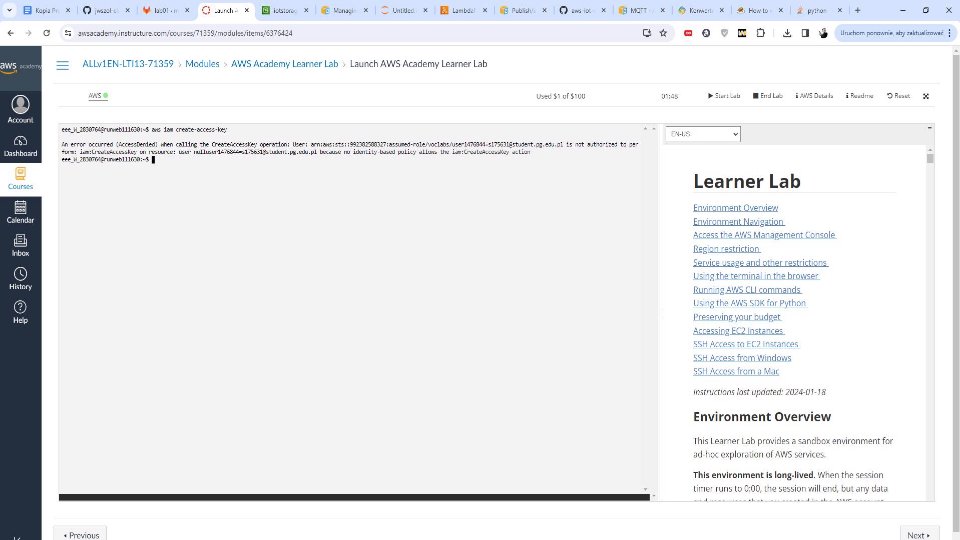 Kopia Pro
jwszol-c
lab01 · m
Launch A
iotstorag
Managin
Untitled.
Lambda
Publish/
aws-iot-
MQTT -
Konwerte
How to
python
awsacademy.instructure.com/courses/71359/modules/items/6376424
Uruchom ponownie, aby zaktualizować
aws academy
ALLv1EN-LTI13-71359 > Modules > AWS Academy Learner Lab > Launch AWS Academy Learner Lab
Account
Dashboard
Courses
Calendar
Inbox
History
Help
AWS
Used $1 of $100
01:48
Start Lab
End Lab
AWS Details
Readme
Reset
eee_W_2830764@runweb111630:~$ aws iam create-access-key
An error occurred (AccessDenied) when calling the CreateAccessKey operation: User: arn:aws:sts::992382588327:assumed-role/voclabs/user1476844=s175631@student.pg.edu.pl is not authorized to per
form: iam:CreateAccessKey on resource: user nulluser1476844=s175631@student.pg.edu.pl because no identity-based policy allows the iam:CreateAccessKey action
eee_W_2830764@runweb111630:~$
EN-US
Learner Lab
Environment Overview
Environment Navigation
Access the AWS Management Console
Region restriction
Service usage and other restrictions
Using the terminal in the browser
Running AWS CLI commands
Using the AWS SDK for Python
Preserving your budget
Accessing EC2 Instances
SSH Access to EC2 Instances
SSH Access from Windows
SSH Access from a Mac
Instructions last updated: 2024-01-18
Environment Overview
This Learner Lab provides a sandbox environment for
ad-hoc exploration of AWS services.
This environment is long-lived. When the session
timer runs to 0:00, the session will end, but any data
Previous
Next